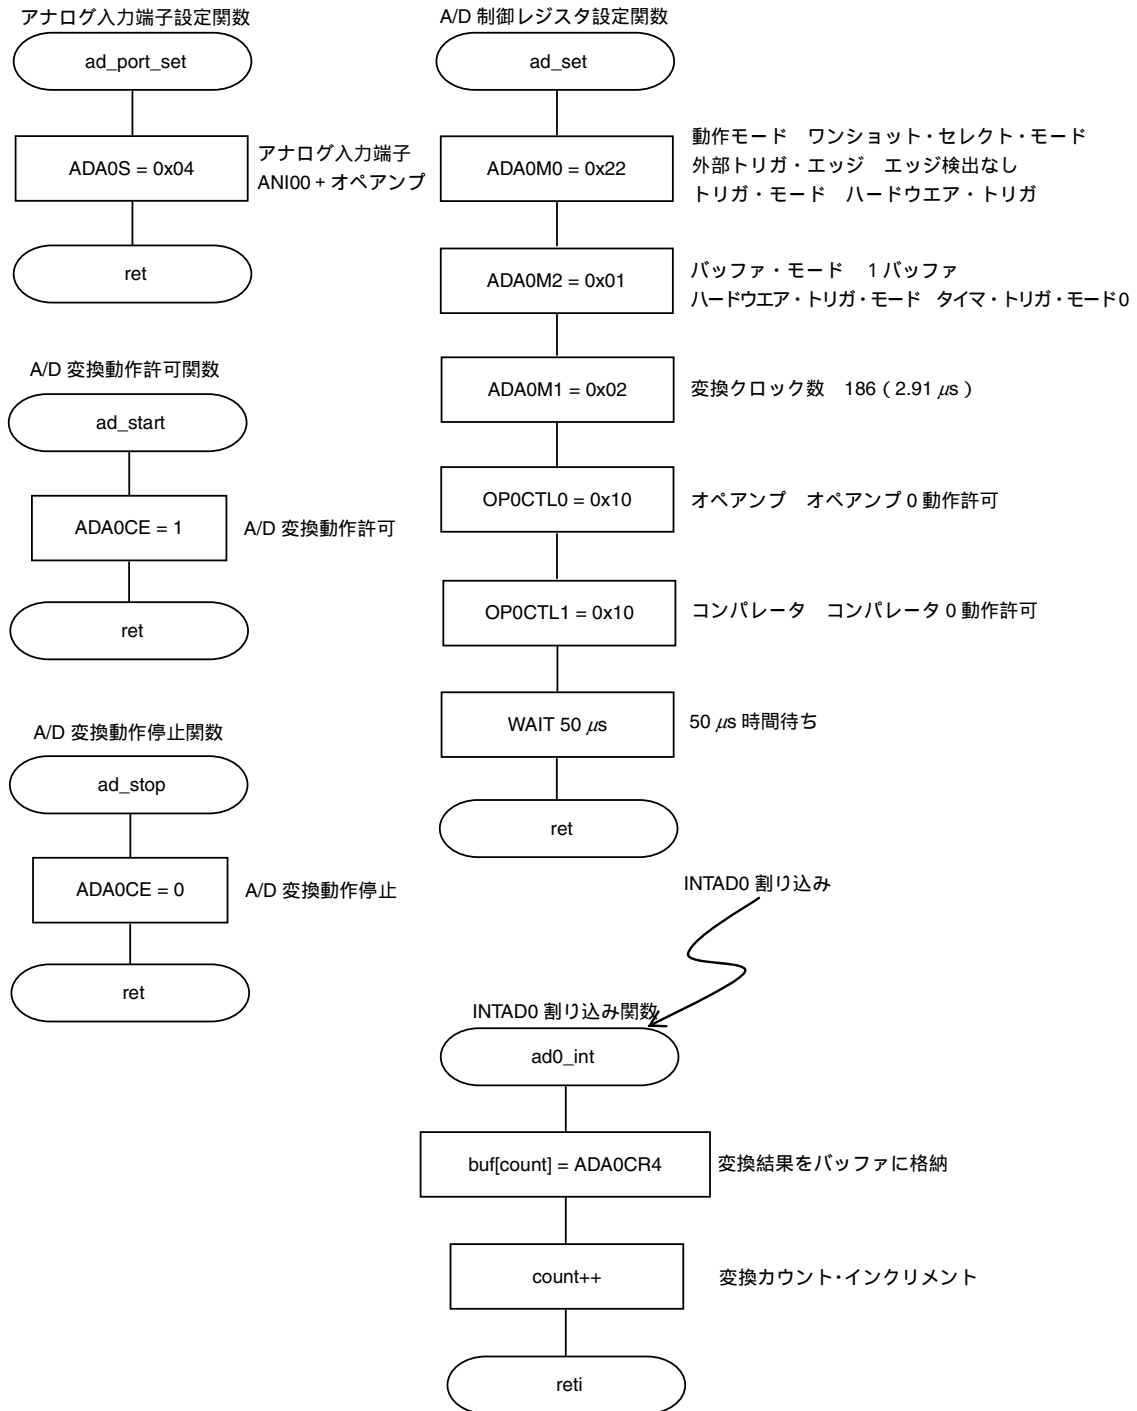 アナログ入力端子設定関数
ad_port_set
ADA0S = 0x04
アナログ入力端子
ANI00 + オペアンプ
ret
A/D 変換動作許可関数
ad_start
ADA0CE = 1
A/D 変換動作許可
ret
A/D 変換動作停止関数
ad_stop
ADA0CE = 0
A/D 変換動作停止
ret
A/D 制御レジスタ設定関数
ad_set
ADA0M0 = 0x22
動作モード　ワンショット・セレクト・モード
外部トリガ・エッジ　エッジ検出なし
トリガ・モード　ハードウエア・トリガ
ADA0M2 = 0x01
バッファ・モード　1 バッファ
ハードウエア・トリガ・モード　タイマ・トリガ・モード 0
ADA0M1 = 0x02
変換クロック数　186（2.91 μs）
OP0CTL0 = 0x10
オペアンプ　オペアンプ 0 動作許可
OP0CTL1 = 0x10
コンパレータ　コンパレータ 0 動作許可
WAIT 50 μs
50 μs 時間待ち
ret
INTAD0 割り込み
INTAD0 割り込み関数
ad0_int
buf[count] = ADA0CR4
変換結果をバッファに格納
count++
変換カウント・インクリメント
reti